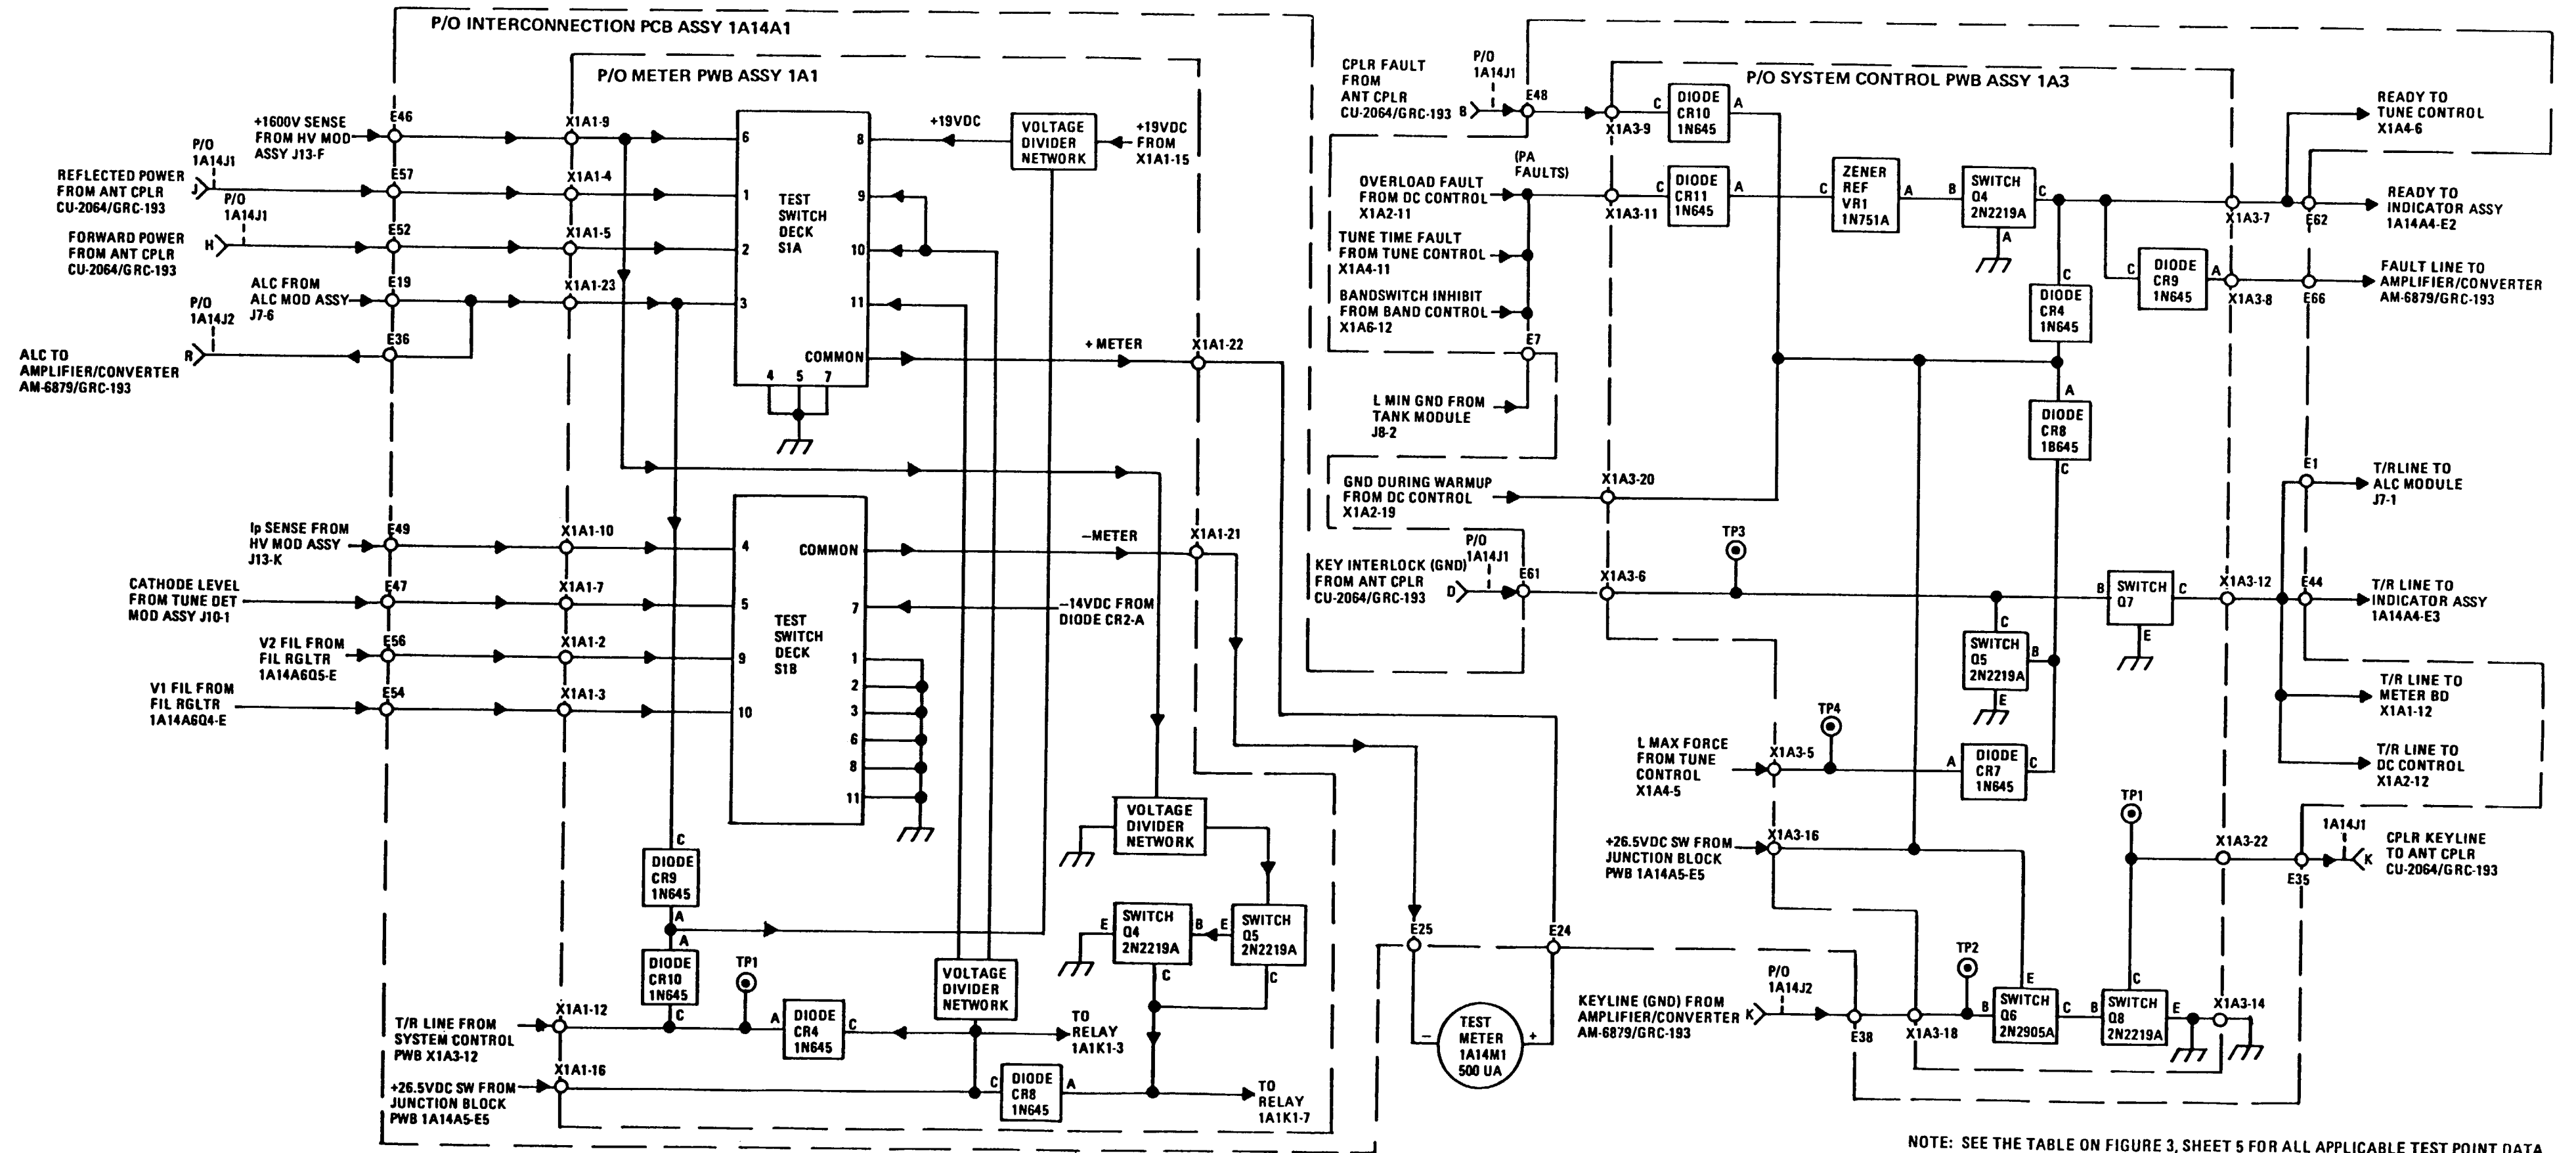 P/O INTERCONNECTION PCB ASSY 1A14A1
P/O METER PWB ASSY 1A1
+1600V SENSE
FROM HV MOD
ASSY J13-F
E46
X1A1-9
P/O
1A14J1
REFLECTED POWER
FROM ANT CPLR
CU-2064/GRC-193
J
E57
X1A1-4
P/O
1A14J1
FORWARD POWER
FROM ANT CPLR
CU-2064/GRC-193
H
E52
X1A1-5
ALC FROM
ALC MOD ASSY
J7-6
E19
X1A1-23
P/O
1A14J2
ALC TO
AMPLIFIER/CONVERTER
AM-6879/GRC-193
R
E36
6
1
2
3
TEST
SWITCH
DECK
S1A
8
9
10
11
COMMON
4 5 7
+19VDC
VOLTAGE
DIVIDER
NETWORK
+19VDC
FROM
X1A1-15
+ METER
X1A1-22
Ip SENSE FROM
HV MOD ASSY
J13-K
E49
X1A1-10
CATHODE LEVEL
FROM TUNE DET
MOD ASSY J10-1
E47
X1A1-7
V2 FIL FROM
FIL RGLTR
1A14A6Q5-E
E56
X1A1-2
V1 FIL FROM
FIL RGLTR
1A14A6Q4-E
E54
X1A1-3
4
5
9
10
TEST
SWITCH
DECK
S1B
COMMON
7
1
2
3
6
8
11
—METER
X1A1-21
—14VDC FROM
DIODE CR2-A
C
DIODE
CR9
1N645
A
A
DIODE
CR10
1N645
C
TP1
X1A1-12
T/R LINE FROM
SYSTEM CONTROL
PWB X1A3-12
A
DIODE
CR4
1N645
C
VOLTAGE
DIVIDER
NETWORK
TO
RELAY
1A1K1-3
X1A1-16
+26.5VDC SW FROM
JUNCTION BLOCK
PWB 1A14A5-E5
C
DIODE
CR8
1N645
A
TO
RELAY
1A1K1-7
VOLTAGE
DIVIDER
NETWORK
E
SWITCH
Q4
2N2219A
B
C
E
SWITCH
Q5
2N2219A
C
E25
E24
—
TEST
METER
1A14M1
500 UA
+
CPLR FAULT
FROM
ANT CPLR
CU-2064/GRC-193
B
P/O
1A14J1
E48
P/O SYSTEM CONTROL PWB ASSY 1A3
X1A3-9
C
DIODE
CR10
1N645
A
(PA
FAULTS)
OVERLOAD FAULT
FROM DC CONTROL
X1A2-11
X1A3-11
C
DIODE
CR11
1N645
A
C
ZENER
REF
VR1
1N751A
A
B
SWITCH
Q4
2N2219A
C
A
TUNE TIME FAULT
FROM TUNE CONTROL
X1A4-11
BANDSWITCH INHIBIT
FROM BAND CONTROL
X1A6-12
E7
L MIN GND FROM
TANK MODULE
J8-2
READY TO
TUNE CONTROL
X1A4-6
X1A3-7
E62
READY TO
INDICATOR ASSY
1A14A4-E2
C
DIODE
CR9
1N645
A
X1A3-8
E66
FAULT LINE TO
AMPLIFIER/CONVERTER
AM-6879/GRC-193
C
DIODE
CR4
1N645
A
DIODE
CR8
1B645
C
GND DURING WARMUP
FROM DC CONTROL
X1A2-19
X1A3-20
E1
T/RLINE TO
ALC MODULE
J7-1
KEY INTERLOCK (GND)
FROM ANT CPLR
CU-2064/GRC-193
D
P/O
1A14J1
E61
X1A3-6
TP3
B
SWITCH
Q7
C
E
X1A3-12
E44
T/R LINE TO
INDICATOR ASSY
1A14A4-E3
C
SWITCH
Q5
2N2219A
B
E
T/R LINE TO
METER BD
X1A1-12
T/R LINE TO
DC CONTROL
X1A2-12
L MAX FORCE
FROM TUNE
CONTROL
X1A4-5
X1A3-5
TP4
A
DIODE
CR7
1N645
C
+26.5VDC SW FROM
JUNCTION BLOCK
PWB 1A14A5-E5
X1A3-16
TP1
X1A3-22
E35
1A14J1
K
CPLR KEYLINE
TO ANT CPLR
CU-2064/GRC-193
KEYLINE (GND) FROM
AMPLIFIER/CONVERTER
AM-6879/GRC-193
K
P/O
1A14J2
E38
X1A3-18
TP2
B
E
SWITCH
Q6
2N2905A
C
B
C
SWITCH
Q8
2N2219A
E
X1A3-14
NOTE: SEE THE TABLE ON FIGURE 3, SHEET 5 FOR ALL APPLICABLE TEST POINT DATA